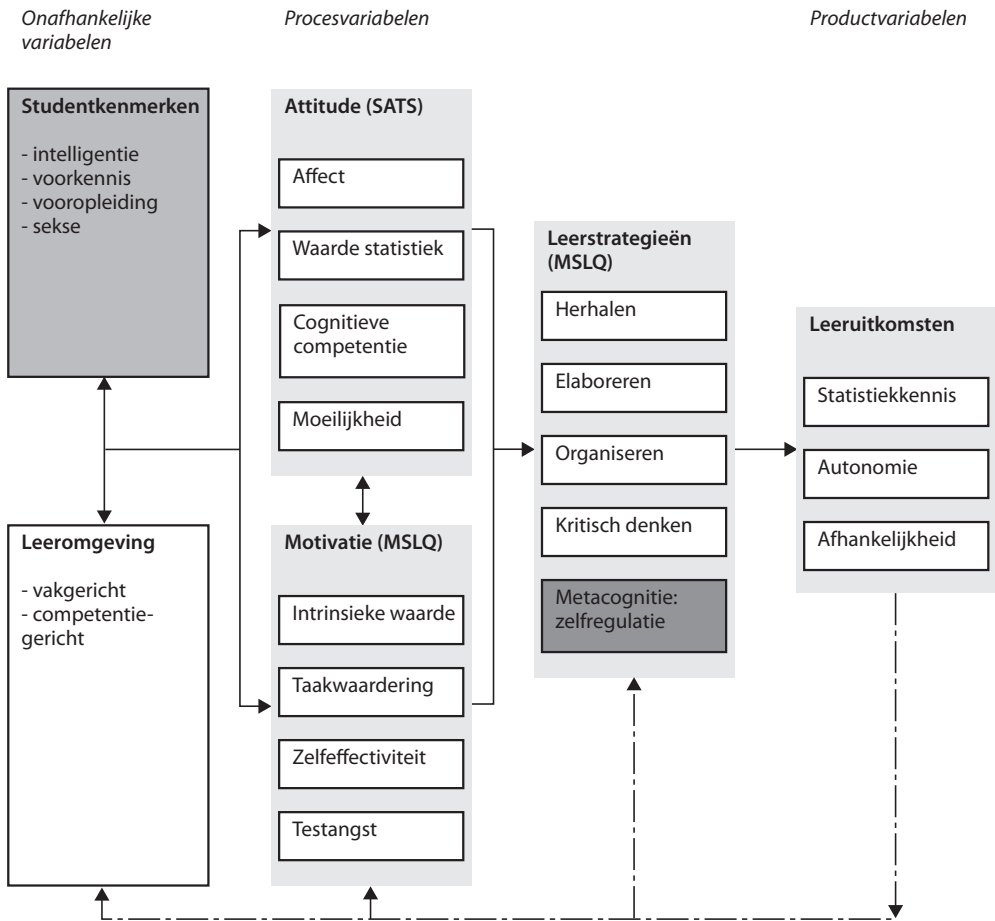 Onafhankelijke
variabelen
Procesvariabelen
Productvariabelen
Studentkenmerken
- intelligentie
- voorkennis
- vooropleiding
- sekse
Leeromgeving
- vakgericht
- competentie-
gericht
Attitude (SATS)
Affect
Waarde statistiek
Cognitieve
competentie
Moeilijkheid
Motivatie (MSLQ)
Intrinsieke waarde
Taakwaardering
Zelfeffectiviteit
Testangst
Leerstrategieën
(MSLQ)
Herhalen
Elaboreren
Organiseren
Kritisch denken
Metacognitie:
zelfregulatie
Leeruitkomsten
Statistiekkennis
Autonomie
Afhankelijkheid